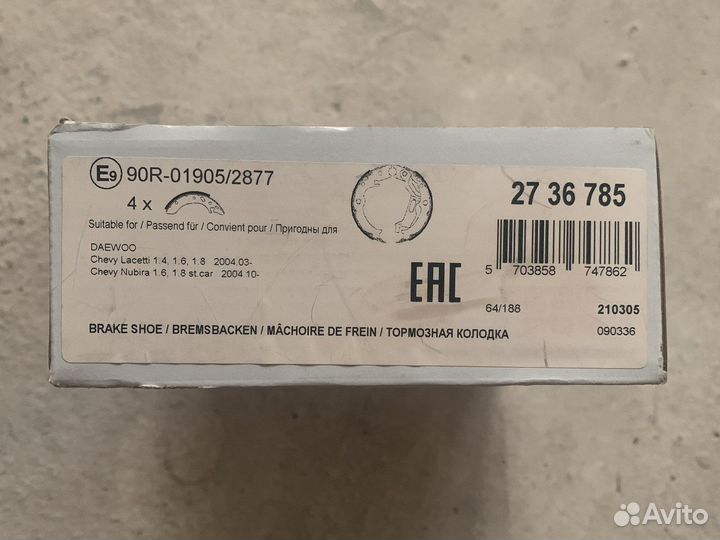 E9 90R-01905/2877
4 x
Suitable for / Passend für / Convient pour / Пригодны для
DAEWOO
Chevy Lacetti 1.4, 1.6, 1.8 2004.03-
Chevy Nubira 1.6, 1.8 st.car 2004.10-
BRAKE SHOE / BREMSBACKEN / MÂCHOIRE DE FREIN / ТОРМОЗНАЯ КОЛОДКА
EAC
27 36 785
5 703858 747862
64/188 210305
090336
Avito